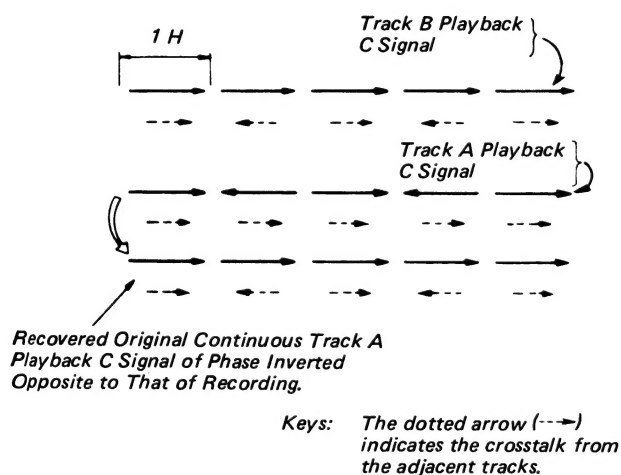 1 H
Track B Playback
C Signal
Track A Playback
C Signal
Recovered Original Continuous Track A
Playback C Signal of Phase Inverted
Opposite to That of Recording.
Keys: The dotted arrow (---➝)
indicates the crosstalk from
the adjacent tracks.